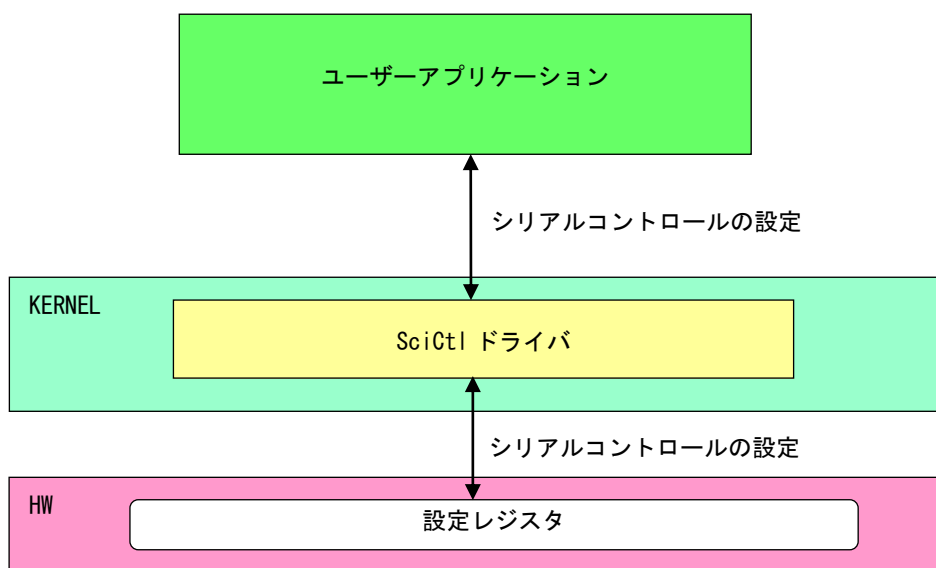 ユーザーアプリケーション
シリアルコントロールの設定
KERNEL
SciCtl ドライバ
シリアルコントロールの設定
HW
設定レジスタ